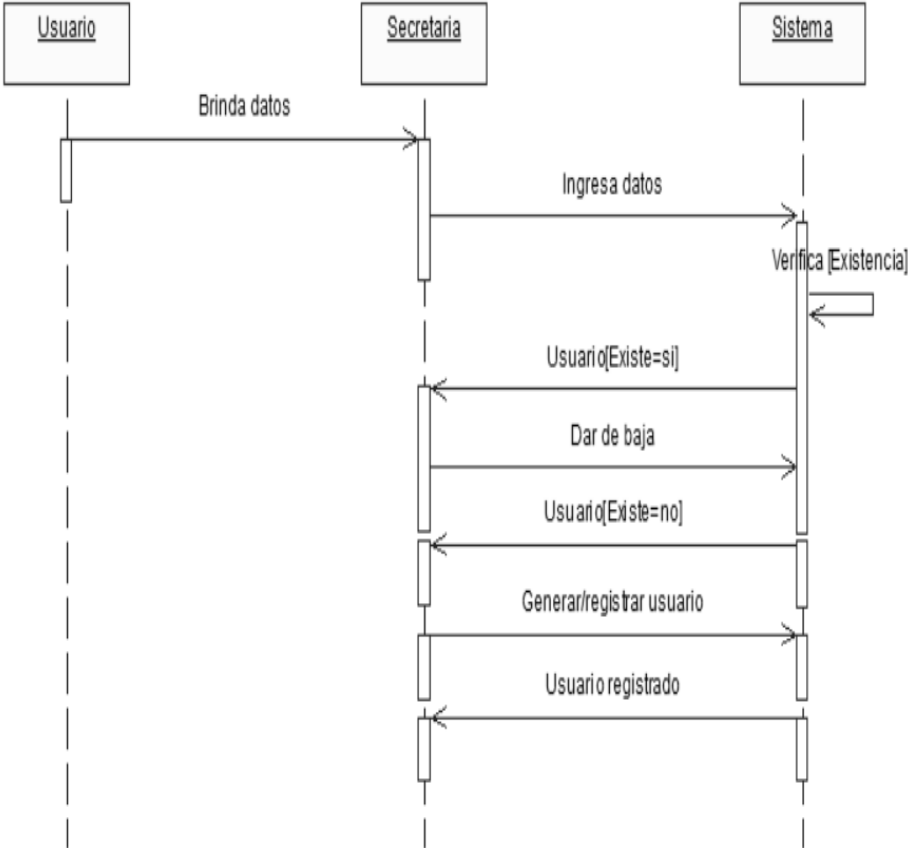 Usuario
Secretaria
Sistema
Brinda datos
Ingresa datos
Verifica [Existencia]
Usuario[Existe=si]
Dar de baja
Usuario[Existe=no]
Generar/registrar usuario
Usuario registrado